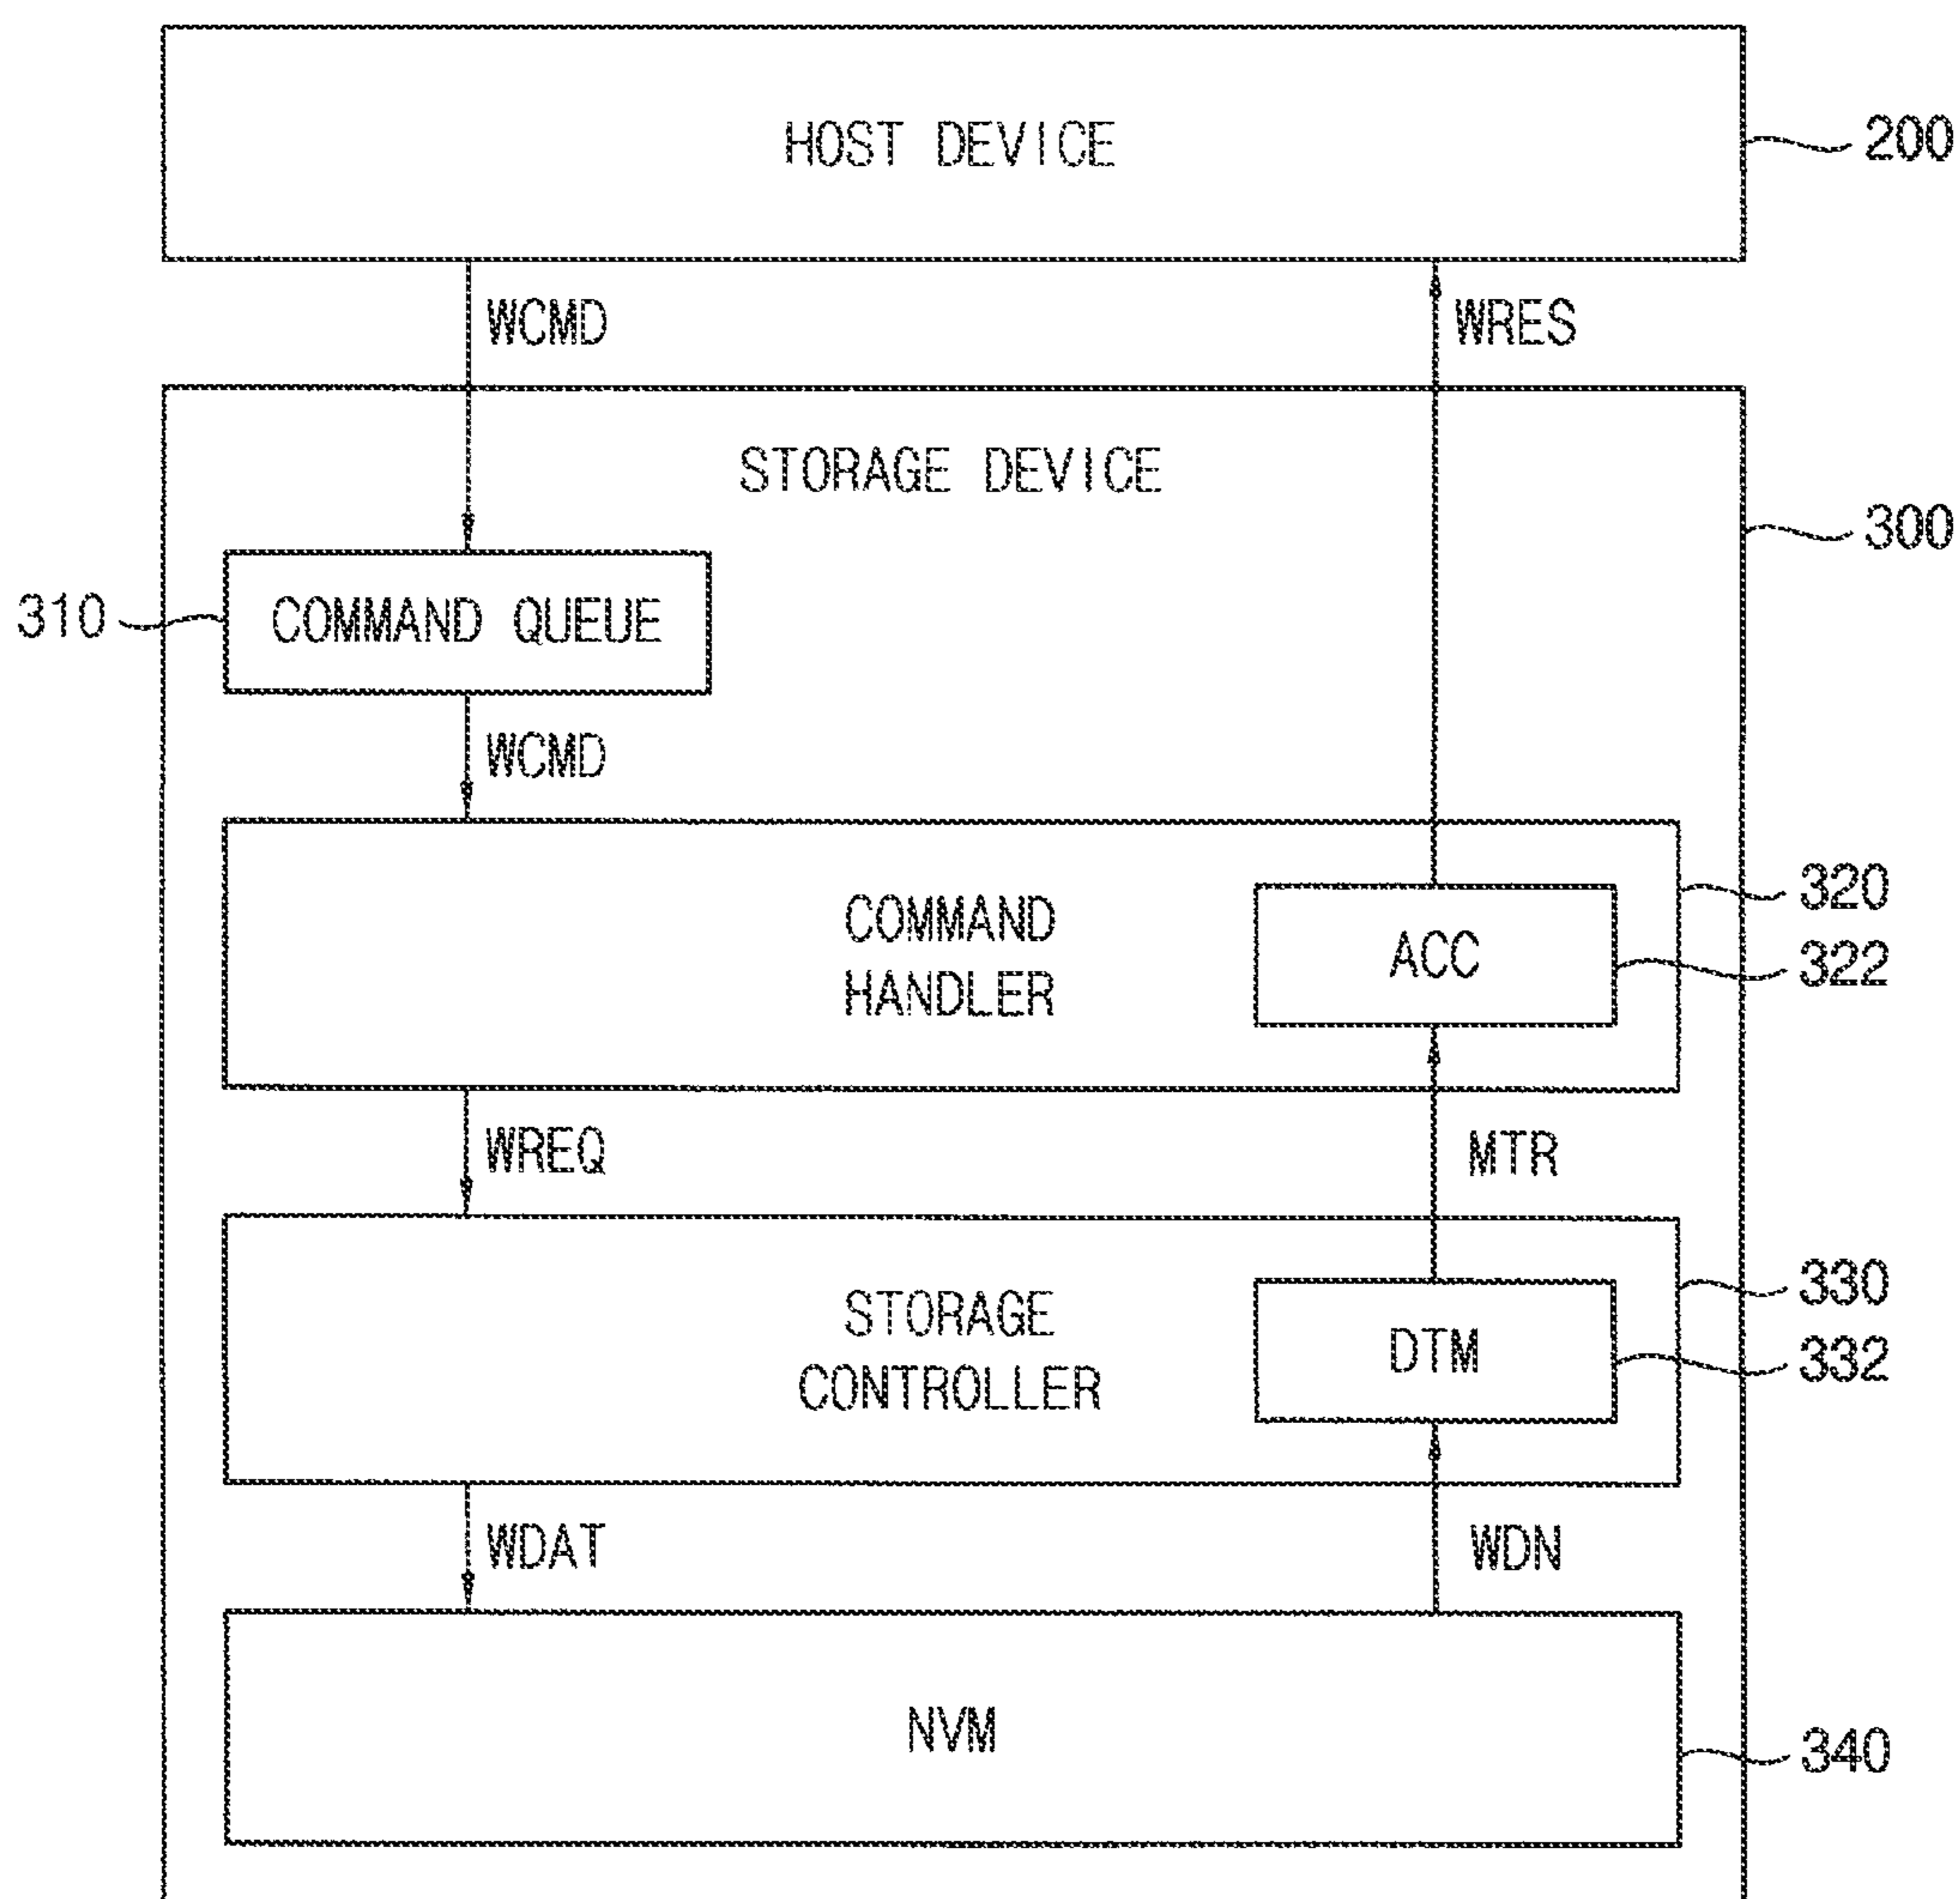 HOST DEVICE
200
WCMD
WRES
STORAGE DEVICE
300
310
COMMAND QUEUE
WCMD
320
COMMAND
HANDLER
ACC
322
WREQ
MTR
330
STORAGE
CONTROLLER
DTM
332
WDAT
WDN
NVM
340